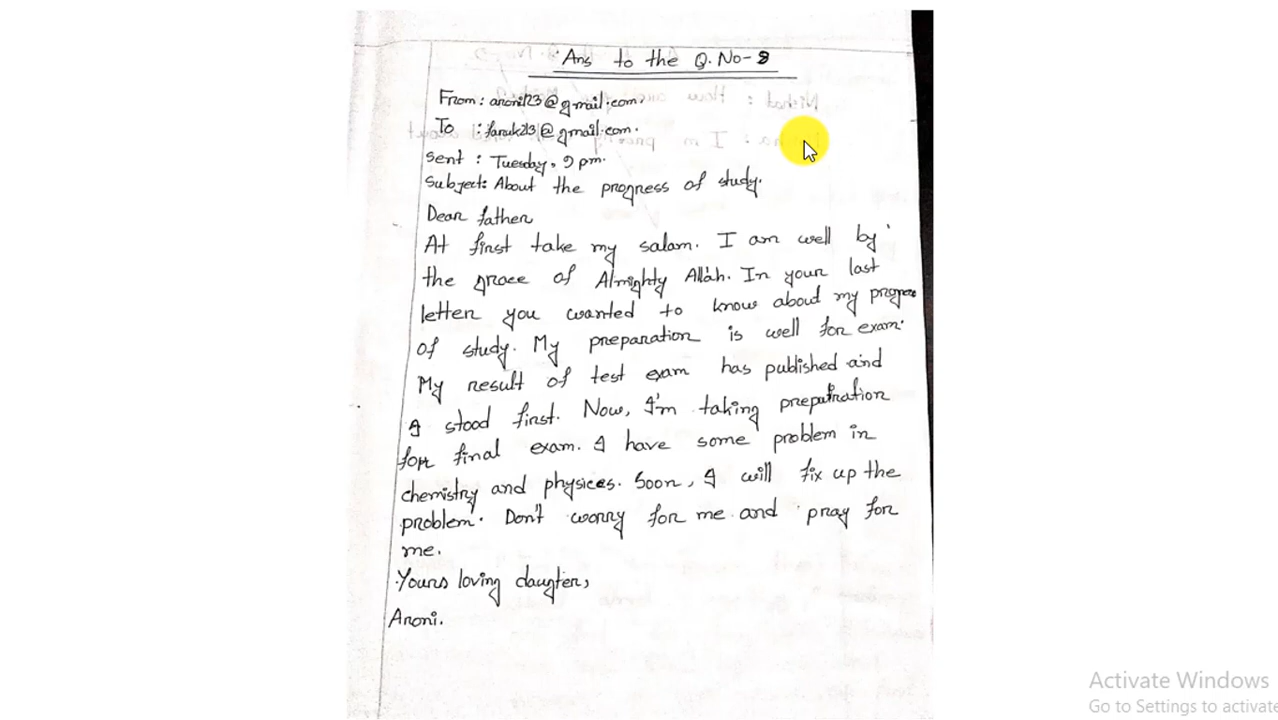 Ans to the Q. No- 8
From: aroni123@gmail.com,
To : faruk213@gmail.com.
Sent : Tuesday, 9 pm.
Subject: About the progress of study.
Dear father
At first take my salam. I am well by
the grace of Almighty Allah. In your last
letter you wanted to know about my progress
of study. My preparation is well for exam.
My result of test exam has published and
I stood first. Now, I'm taking preparation
for final exam. I have some problem in
chemistry and physices. Soon, I will fix up the
problem. Don't worry for me and pray for
me.
Yours loving daugter,
Aroni.
Activate Windows
Go to Settings to activate